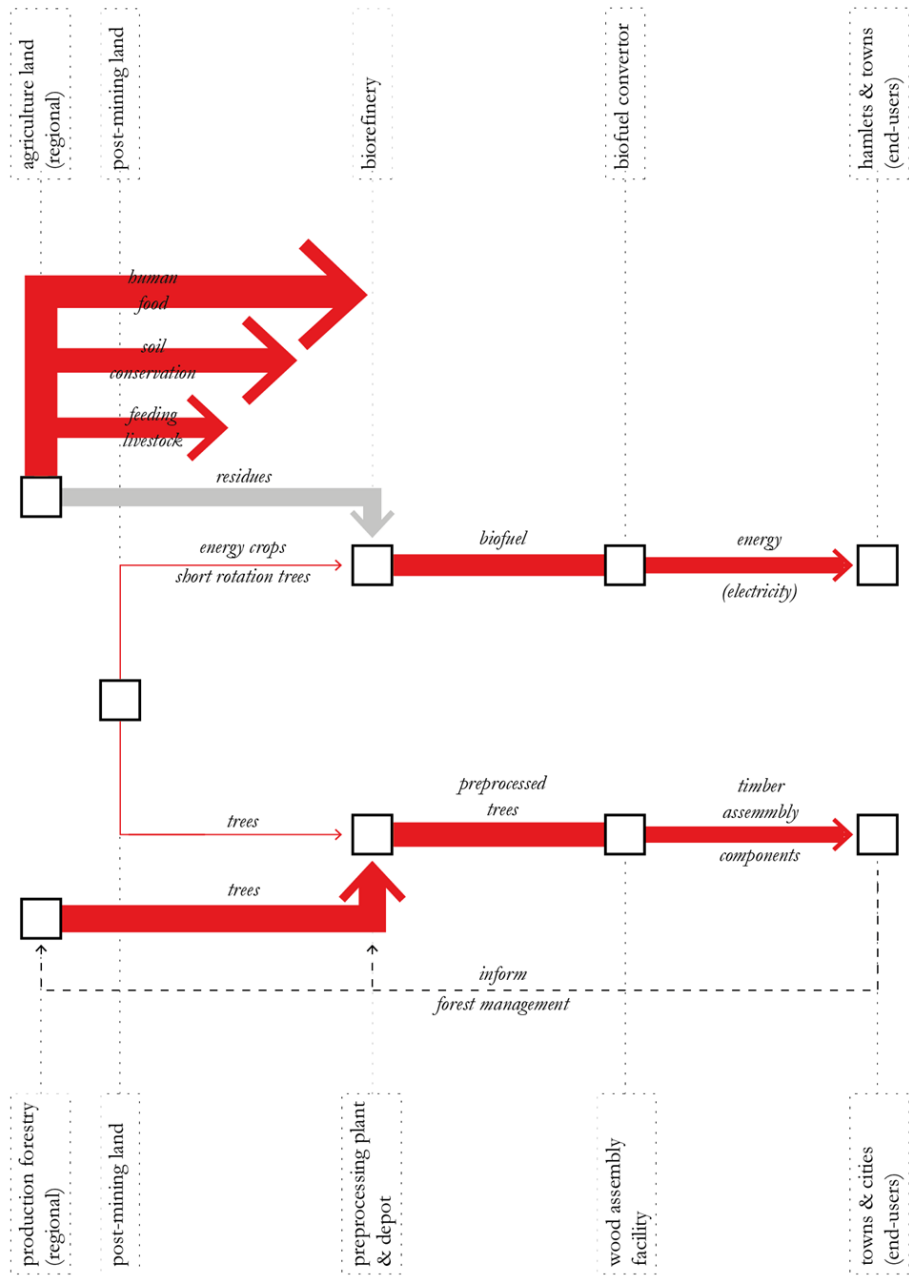 agriculture land
(regional)
post-mining land
biorefinery
biofuel convertor
hamlets & towns
(end-users)
human
food
soil
conservation
feeding
livestock
residues
energy crops
short rotation trees
biofuel
energy
(electricity)
trees
preprocessed
trees
timber
assemmbly
components
trees
inform
forest management
production forestry
(regional)
post-mining land
preprocessing plant
& depot
wood assembly
facility
towns & cities
(end-users)